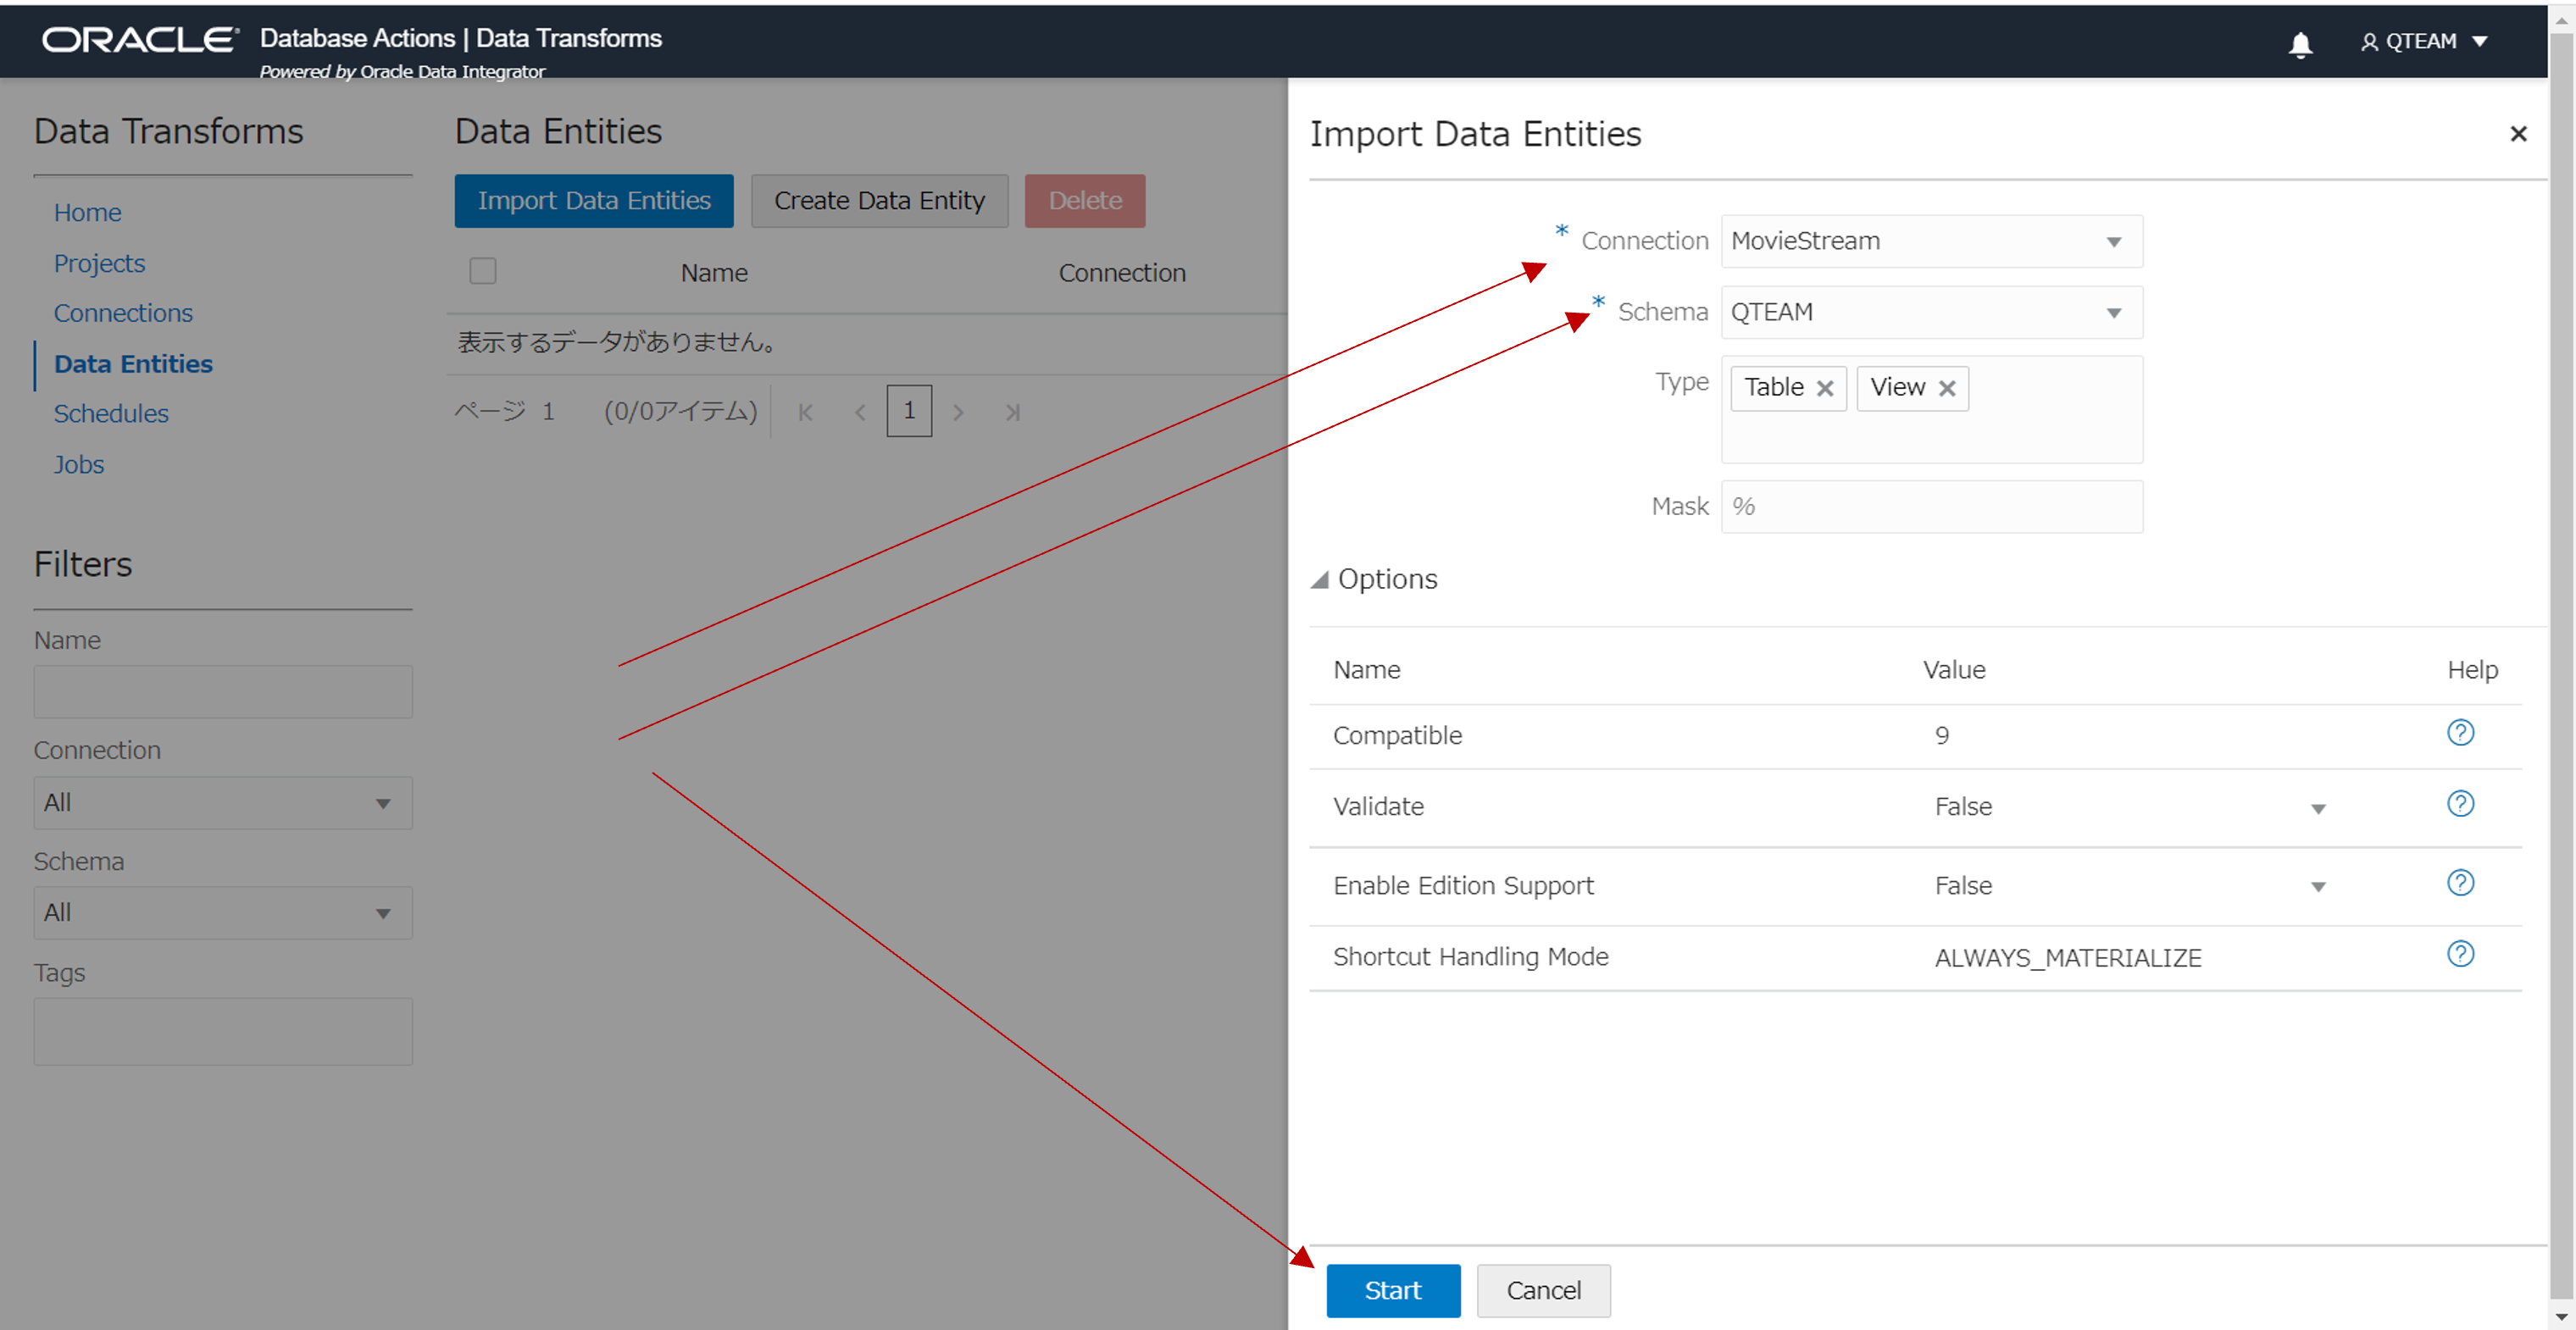 ORACLE Database Actions | Data Transforms
Powered by Oracle Data Integrator
QTEAM
Data Transforms
Home
Projects
Connections
Data Entities
Schedules
Jobs
Filters
Name
Connection
All
Schema
All
Tags
Data Entities
Import Data Entities Create Data Entity Delete
Name Connection
表示するデータがありません。
ページ 1 (0/0アイテム) 1
Import Data Entities
* Connection MovieStream
* Schema QTEAM
Type Table View
Mask %
Options
Name Value Help
Compatible 9
Validate False
Enable Edition Support False
Shortcut Handling Mode ALWAYS_MATERIALIZE
Start Cancel